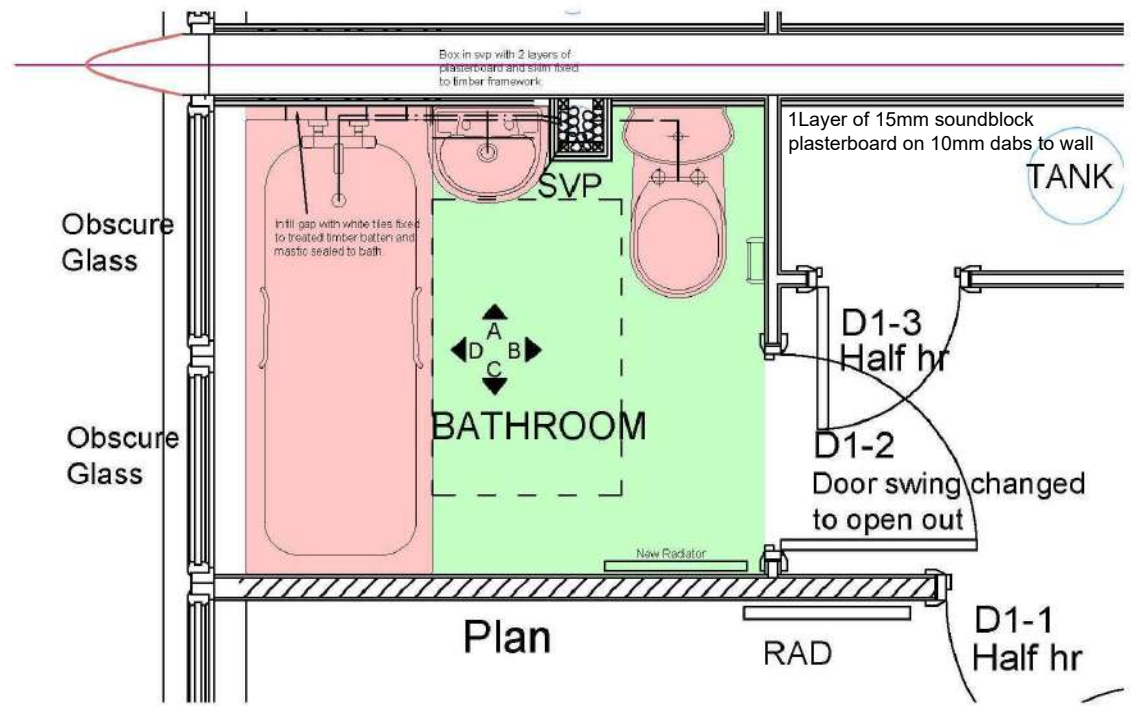 Box in svp with 2 layers of
plasterboard and skim fixed
to timber framework.
1Layer of 15mm soundblock
plasterboard on 10mm dabs to wall
TANK
SVP
Obscure
Glass
Infill gap with white tiles fixed
to treated timber batten and
mastic sealed to bath.
D1-3
Half hr
A
D B
C
BATHROOM
Obscure
Glass
D1-2
Door swing changed
to open out
New Radiator
Plan
RAD
D1-1
Half hr